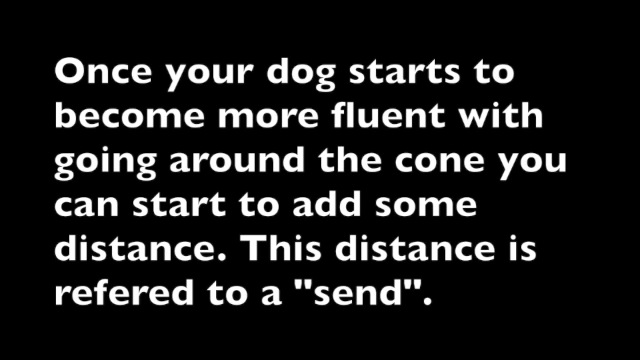 Once your dog starts to
become more fluent with
going around the cone you
can start to add some
distance. This distance is
refered to a "send".